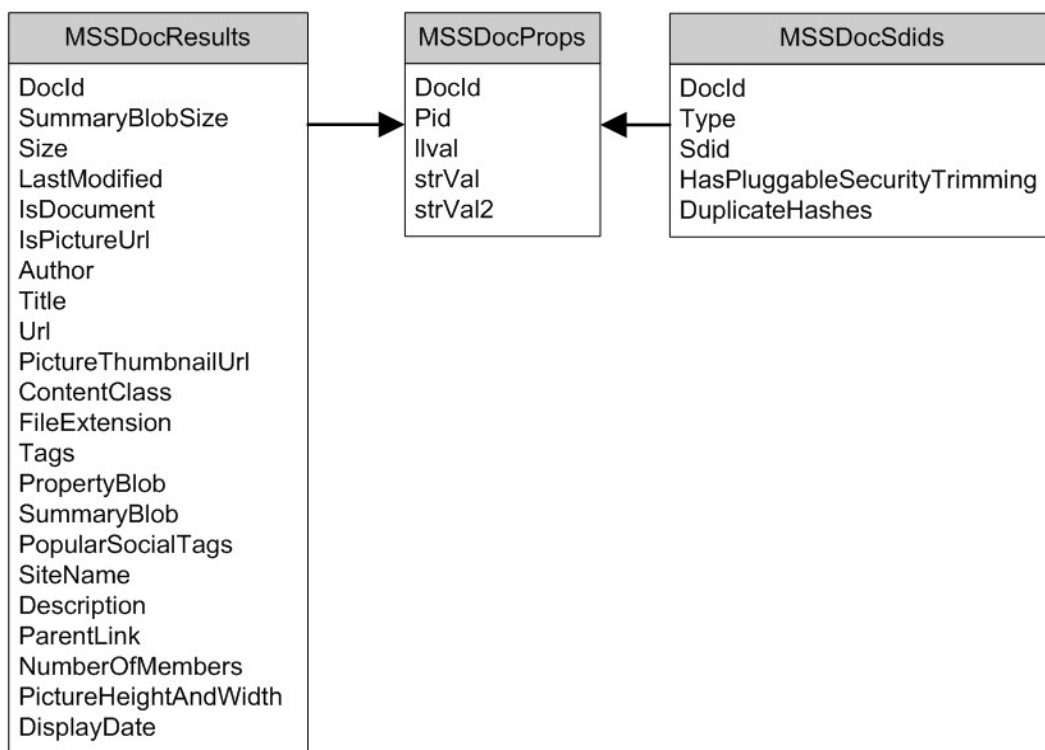 MSSDocResults
DocId
SummaryBlobSize
Size
LastModified
IsDocument
IsPictureUrl
Author
Title
Url
PictureThumbnailUrl
ContentClass
FileExtension
Tags
PropertyBlob
SummaryBlob
PopularSocialTags
SiteName
Description
ParentLink
NumberOfMembers
PictureHeightAndWidth
DisplayDate
MSSDocProps
DocId
Pid
llval
strVal
strVal2
MSSDocSdids
DocId
Type
Sdid
HasPluggableSecurityTrimming
DuplicateHashes